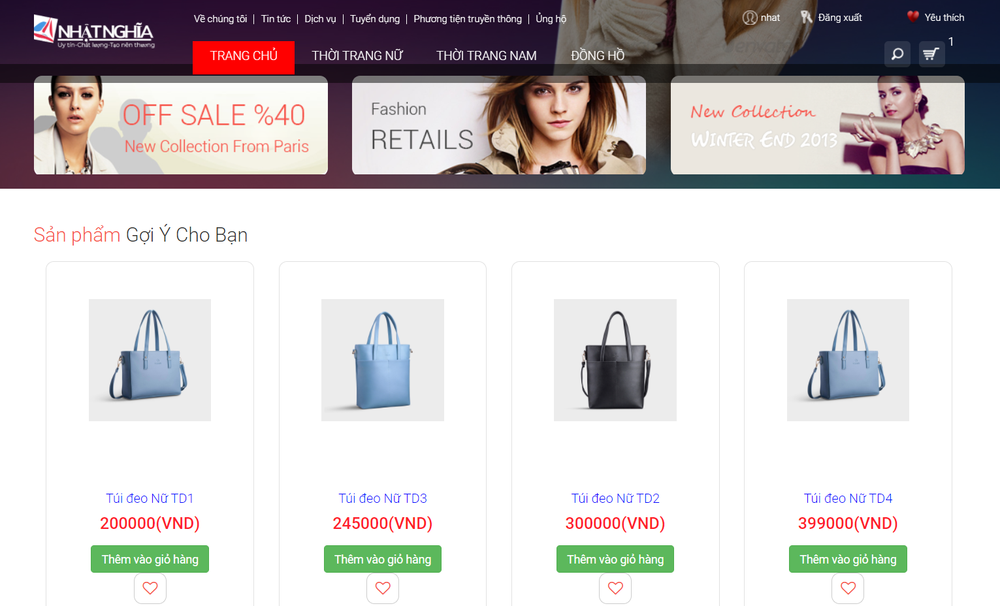 Về chúng tôi | Tin tức | Dịch vụ | Tuyển dụng | Phương tiện truyền thông | Ủng hộ
nhat Đăng xuất Yêu thích
NHẬTNGHĨA
Uy tín-Chất lượng-Tạo nên thương
TRANG CHỦ THỜI TRANG NỮ THỜI TRANG NAM ĐỒNG HỒ
1
OFF SALE %40
New Collection From Paris
Fashion
RETAILS
New Collection
WINTER END 2013
Sản phẩm Gợi Ý Cho Bạn
Túi đeo Nữ TD1
200000(VND)
Thêm vào giỏ hàng
Túi đeo Nữ TD3
245000(VND)
Thêm vào giỏ hàng
Túi đeo Nữ TD2
300000(VND)
Thêm vào giỏ hàng
Túi đeo Nữ TD4
399000(VND)
Thêm vào giỏ hàng